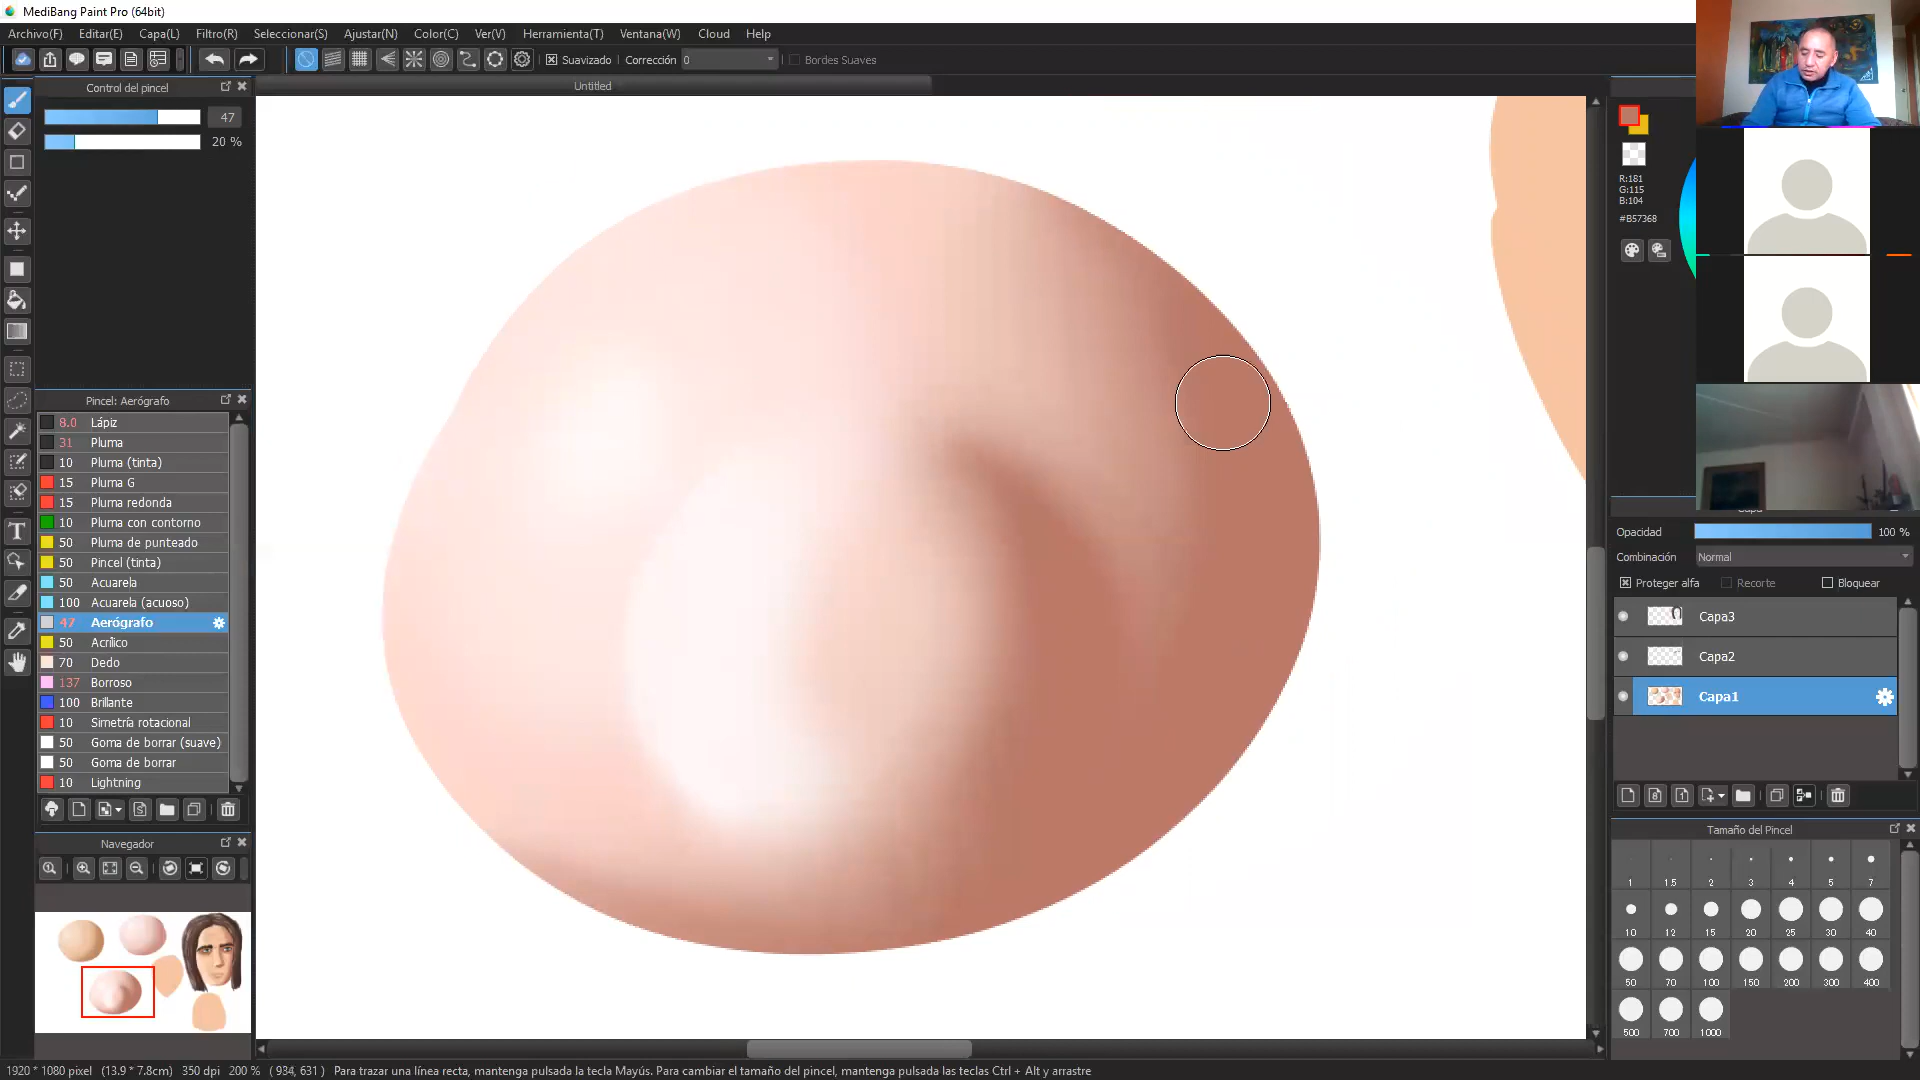 MediBang Paint Pro (64bit)
Archivo(F) Editar(E) Capa(L) Filtro(R) Seleccionar(S) Ajustar(N) Color(C) Ver(V) Herramienta(T) Ventana(W) Cloud Help
Suavizado Corrección 0 Bordes Suaves
Control del pincel
Untitled
47
20 %
R:181
G:115
B:104
#B57368
Pincel: Aerógrafo
8.0 Lápiz
31 Pluma
10 Pluma (tinta)
15 Pluma G
15 Pluma redonda
10 Pluma con contorno
50 Pluma de punteado
50 Pincel (tinta)
50 Acuarela
100 Acuarela (acuoso)
47 Aerógrafo
50 Acrílico
70 Dedo
137 Borroso
100 Brillante
10 Simetría rotacional
50 Goma de borrar (suave)
50 Goma de borrar
10 Lightning
Navegador
Opacidad 100 %
Combinación Normal
Proteger alfa Recorte Bloquear
Capa3
Capa2
Capa1
Tamaño del Pincel
1 1.5 2 3 4 5 7
10 12 15 20 25 30 40
50 70 100 150 200 300 400
500 700 1000
1920 * 1080 pixel (13.9 * 7.8cm) 350 dpi 200 % ( 934, 631 ) Para trazar una línea recta, mantenga pulsada la tecla Mayús. Para cambiar el tamaño del pincel, mantenga pulsada las teclas Ctrl + Alt y arrastre